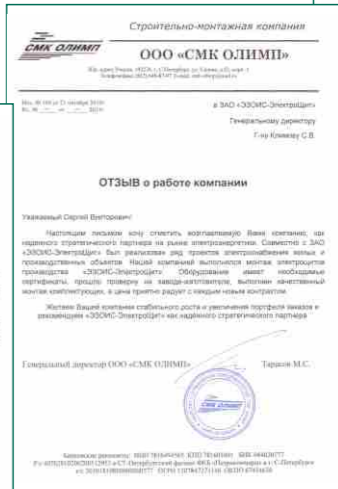 Строительно-монтажная компания
СМК ОЛИМП
ООО «СМК ОЛИМП»
в ЗАО «ЭЗОИС-ЭлектроЩит»
Генеральному директору
Г-ну Климову С.В.
ОТЗЫВ о работе компании
Уважаемый Сергей Викторович!
Настоящим письмом хочу отметить возглавляемую Вами компанию, как
надежного стратегического партнера на рынке электроэнергетики. Совместно с ЗАО
«ЭЗОИС-ЭлектроЩит» был реализован ряд проектов электроснабжения жилых и
производственных объектов. Нашей компанией выполнялся монтаж электрощитов
производства «ЭЗОИС-ЭлектроЩит». Оборудование имеет необходимые
сертификаты, прошло проверку на заводе-изготовителе, выполнен качественный
монтаж комплектующих, а цена приятно радует с каждым новым контрактом.
Желаем Вашей компании стабильного роста и увеличения портфеля заказов и
рекомендуем «ЭЗОИС-ЭлектроЩит» как надёжного стратегического партнера
Генеральный директор ООО «СМК ОЛИМП»
Тарасов М.С.
СМК ОЛИМП